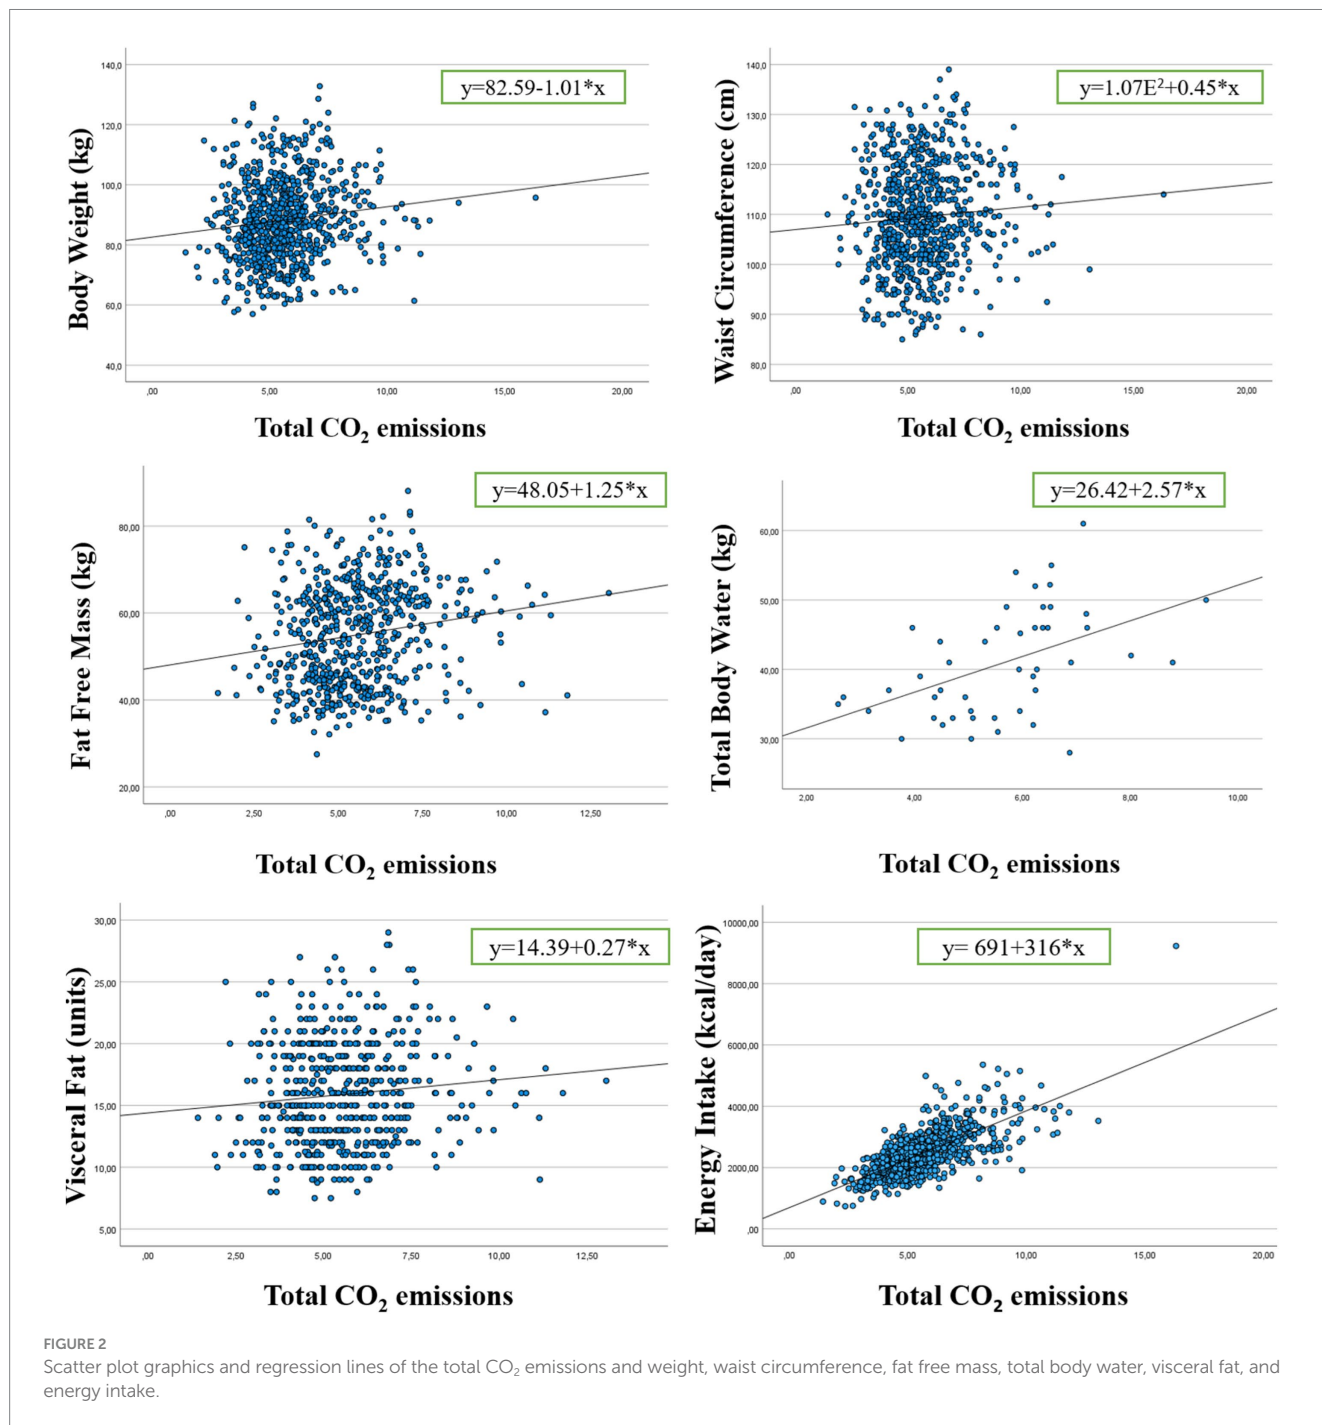 y=82.59-1.01*x
Body Weight (kg)
140,0
120,0
100,0
80,0
60,0
40,0
,00 5,00 10,00 15,00 20,00
Total CO₂ emissions
y=1.07E²+0.45*x
Waist Circumference (cm)
140,0
130,0
120,0
110,0
100,0
90,0
80,0
,00 5,00 10,00 15,00 20,00
Total CO₂ emissions
y=48.05+1.25*x
Fat Free Mass (kg)
80,00
60,00
40,00
20,00
,00 2,50 5,00 7,50 10,00 12,50
Total CO₂ emissions
y=26.42+2.57*x
Total Body Water (kg)
60,00
50,00
40,00
30,00
2,00 4,00 6,00 8,00 10,00
Total CO₂ emissions
y=14.39+0.27*x
Visceral Fat (units)
30,00
25,00
20,00
15,00
10,00
5,00
,00 2,50 5,00 7,50 10,00 12,50
Total CO₂ emissions
y= 691+316*x
Energy Intake (kcal/day)
10000,00
8000,00
6000,00
4000,00
2000,00
,00
,00 5,00 10,00 15,00 20,00
Total CO₂ emissions
FIGURE 2
Scatter plot graphics and regression lines of the total CO₂ emissions and weight, waist circumference, fat free mass, total body water, visceral fat, and
energy intake.